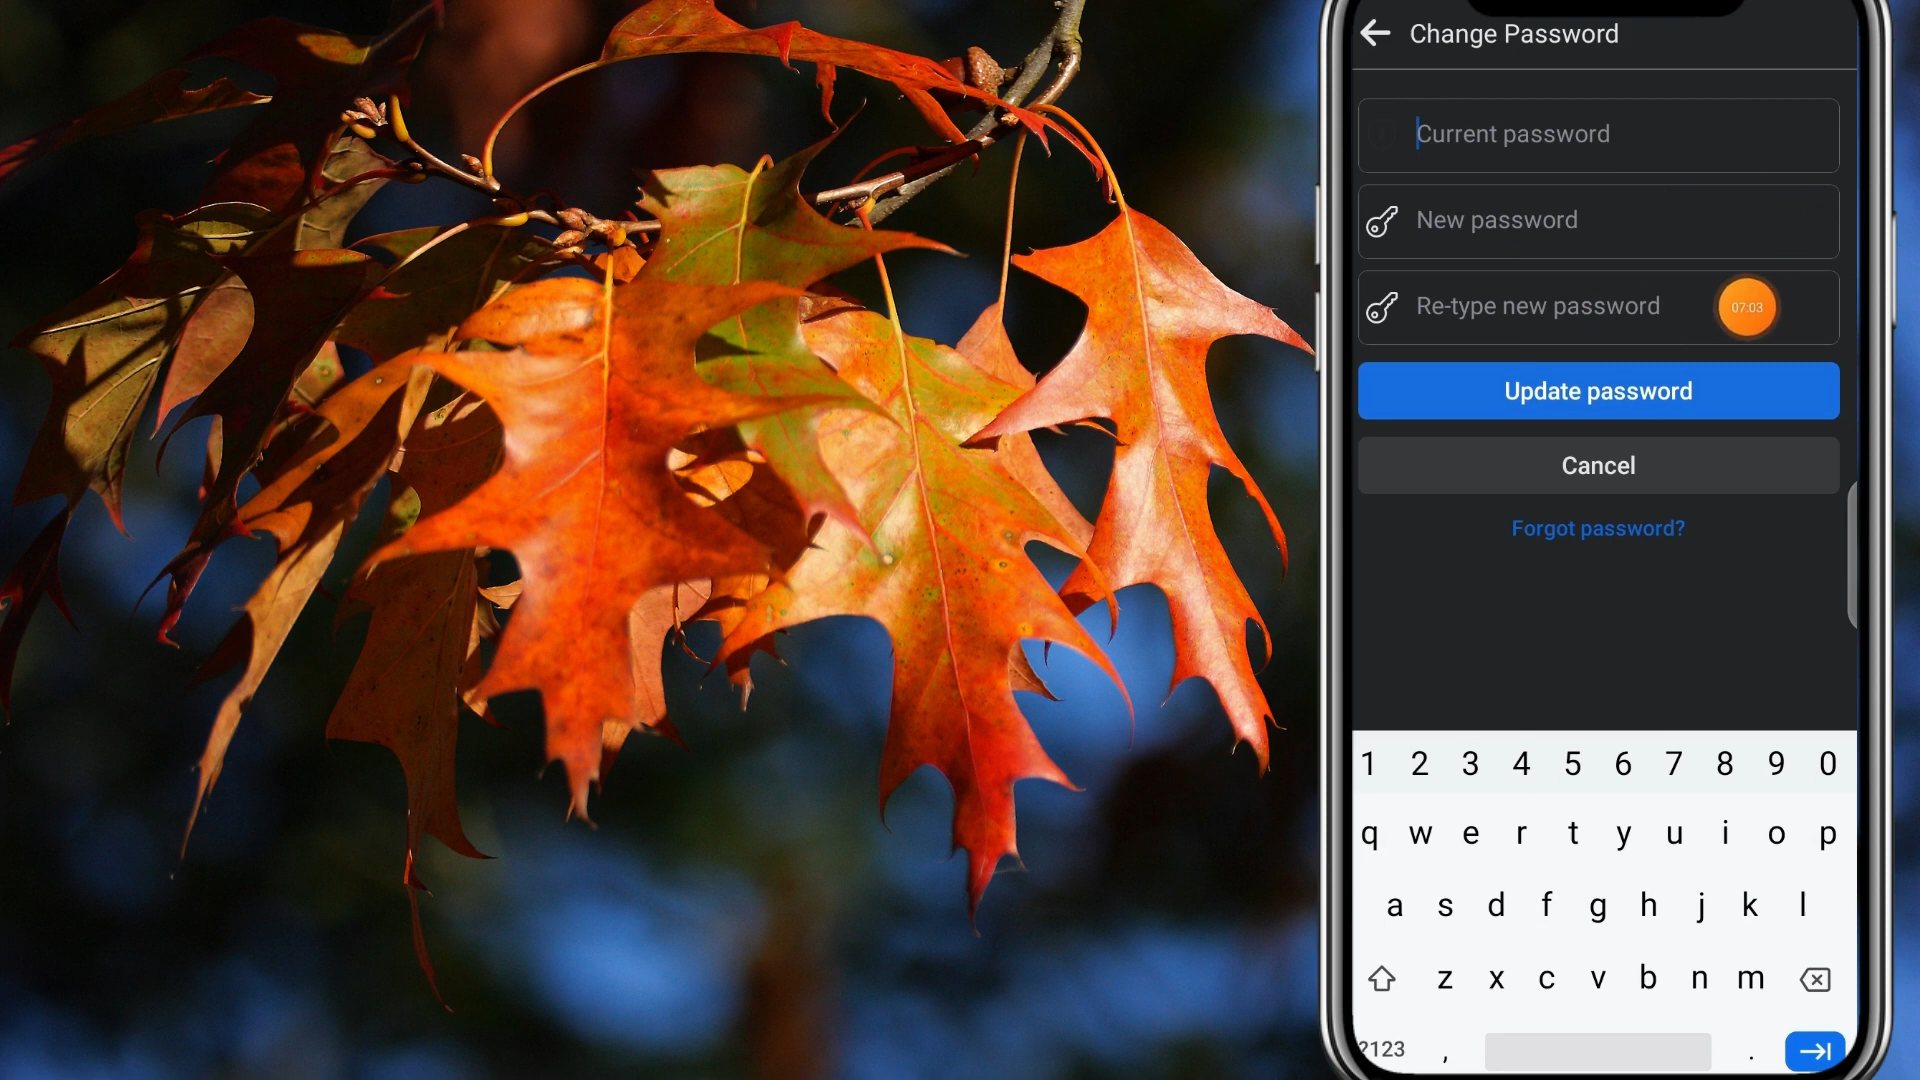 Change Password
Current password
New password
Re-type new password
07:03
Update password
Cancel
Forgot password?
1 2 3 4 5 6 7 8 9 0
q w e r t y u i o p
a s d f g h j k l
z x c v b n m
?123 , .